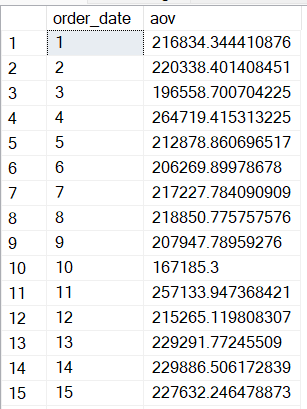 order_date aov
1 1 216834.344410876
2 2 220338.401408451
3 3 196558.700704225
4 4 264719.415313225
5 5 212878.860696517
6 6 206269.89978678
7 7 217227.784090909
8 8 218850.775757576
9 9 207947.78959276
10 10 167185.3
11 11 257133.947368421
12 12 215265.119808307
13 13 229291.77245509
14 14 229886.506172839
15 15 227632.246478873